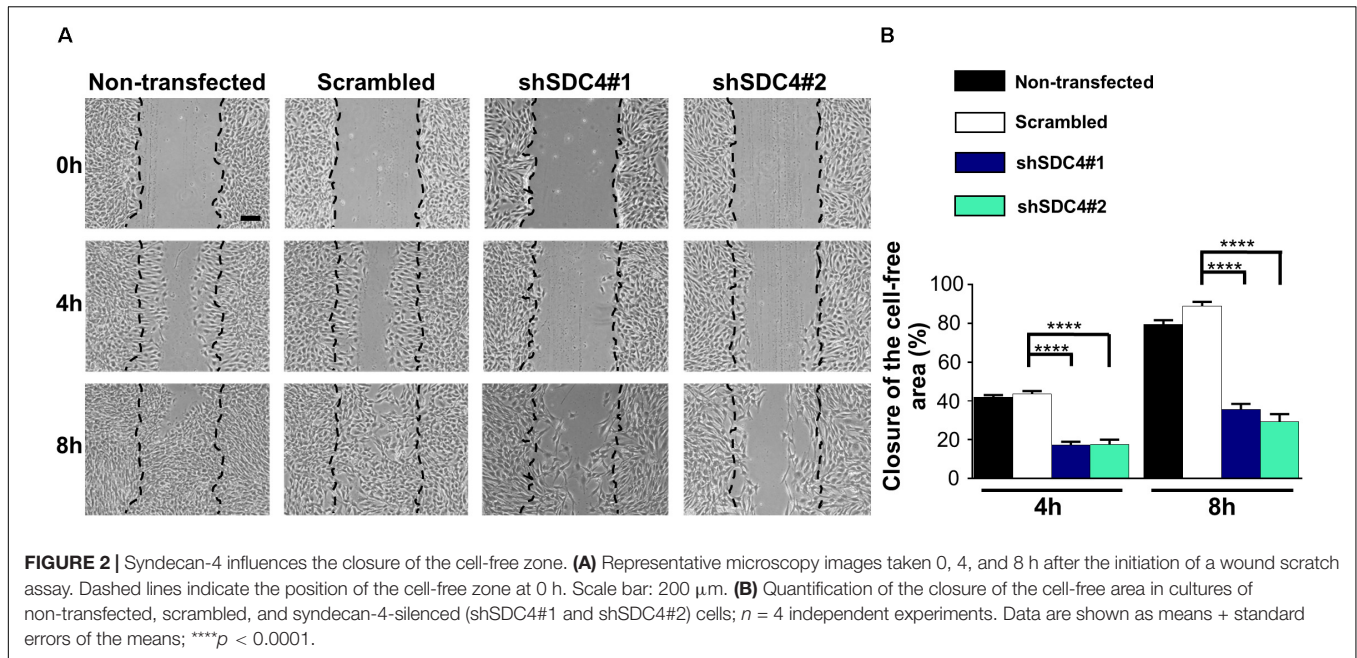 A
B
Non-transfected Scrambled shSDC4#1 shSDC4#2
0h
4h
8h
Non-transfected
Scrambled
shSDC4#1
shSDC4#2
Closure of the cell-free
area (%)
100
80
60
40
20
0
****
****
****
****
4h
8h
FIGURE 2 | Syndecan-4 influences the closure of the cell-free zone. (A) Representative microscopy images taken 0, 4, and 8 h after the initiation of a wound scratch
assay. Dashed lines indicate the position of the cell-free zone at 0 h. Scale bar: 200 μm. (B) Quantification of the closure of the cell-free area in cultures of
non-transfected, scrambled, and syndecan-4-silenced (shSDC4#1 and shSDC4#2) cells; n = 4 independent experiments. Data are shown as means + standard
errors of the means; ****p < 0.0001.